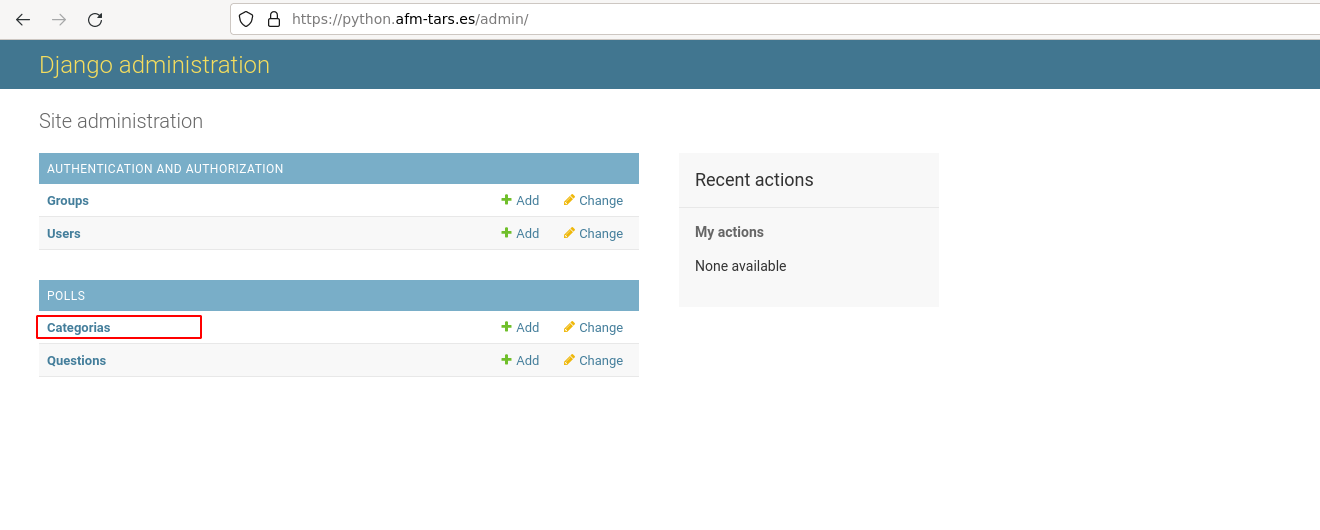 https://python.afm-tars.es/admin/
Django administration
Site administration
AUTHENTICATION AND AUTHORIZATION
Groups Add Change
Users Add Change
POLLS
Categorias Add Change
Questions Add Change
Recent actions
My actions
None available